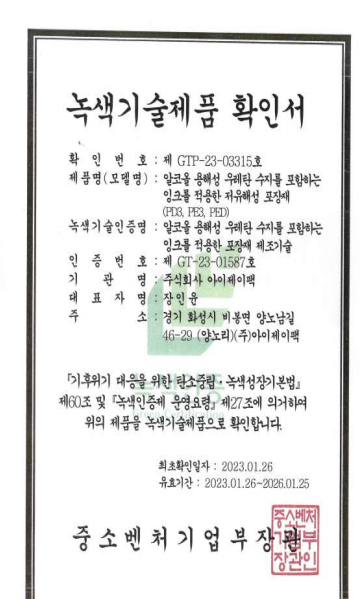 녹색기술제품 확인서
확 인 번 호 : 제 GTP-23-03315호
제품명(모델명) : 알코올 용해성 우레탄 수지를 포함하는
잉크를 적용한 저유해성 포장재
(PD3, PE3, PED)
녹색기술인증명 : 알코올 용해성 우레탄 수지를 포함하는
잉크를 적용한 포장재 제조기술
인 증 번 호 : 제 GT-23-01587호
기 관 명 : 주식회사 아이제이팩
대 표 자 명 : 장인윤
주 소 : 경기 화성시 비봉면 양노남길
46-29 (양노리)(주)아이제이팩
『기후위기 대응을 위한 탄소중립 · 녹색성장기본법』
제60조 및 『녹색인증제 운영요령』 제27조에 의거하여
위의 제품을 녹색기술제품으로 확인합니다.
최초확인일자 : 2023.01.26
유효기간 : 2023.01.26~2026.01.25
중소벤처기업부장관
중소벤처
기업부
장관인